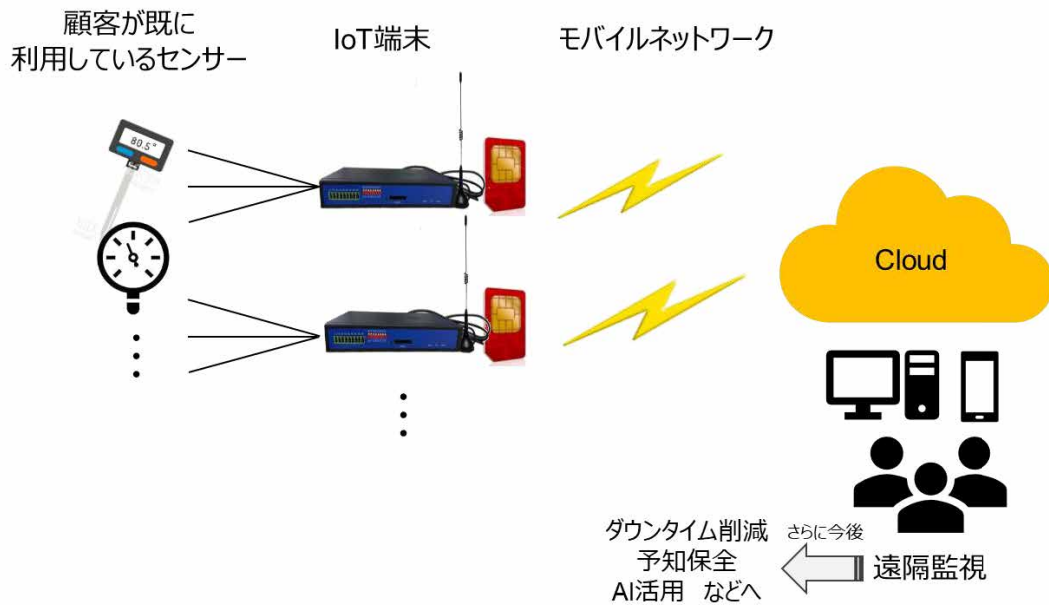 顧客が既に
利用しているセンサー
IoT端末
モバイルネットワーク
80.5°
Cloud
ダウンタイム削減
予知保全
AI活用 などへ
さらに今後
遠隔監視